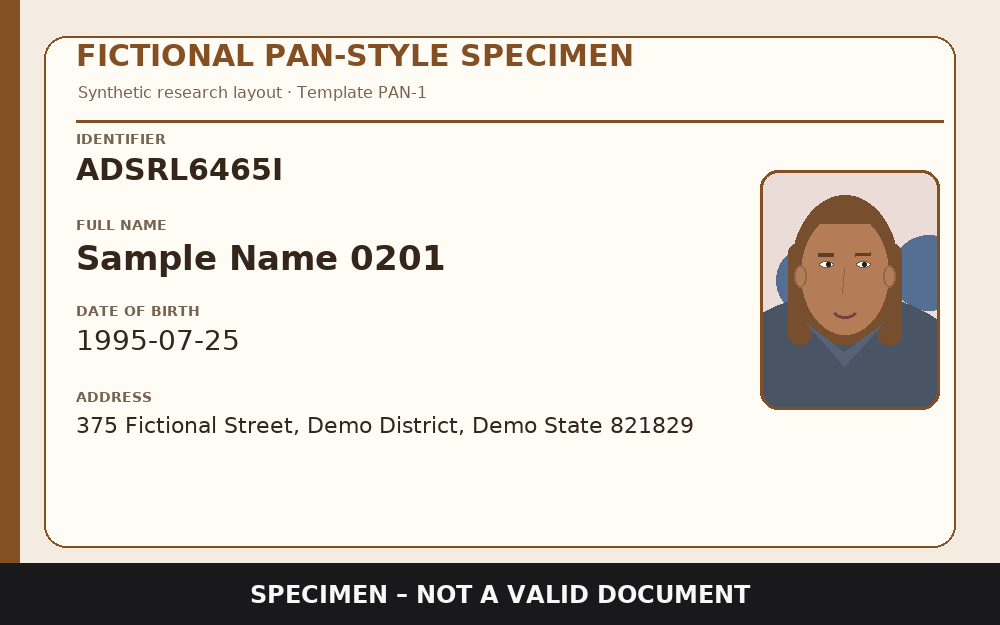 FICTIONAL PAN-STYLE SPECIMEN
Synthetic research layout · Template PAN-1
IDENTIFIER
ADSRL6465I
FULL NAME
Sample Name 0201
DATE OF BIRTH
1995-07-25
ADDRESS
375 Fictional Street, Demo District, Demo State 821829
SPECIMEN – NOT A VALID DOCUMENT